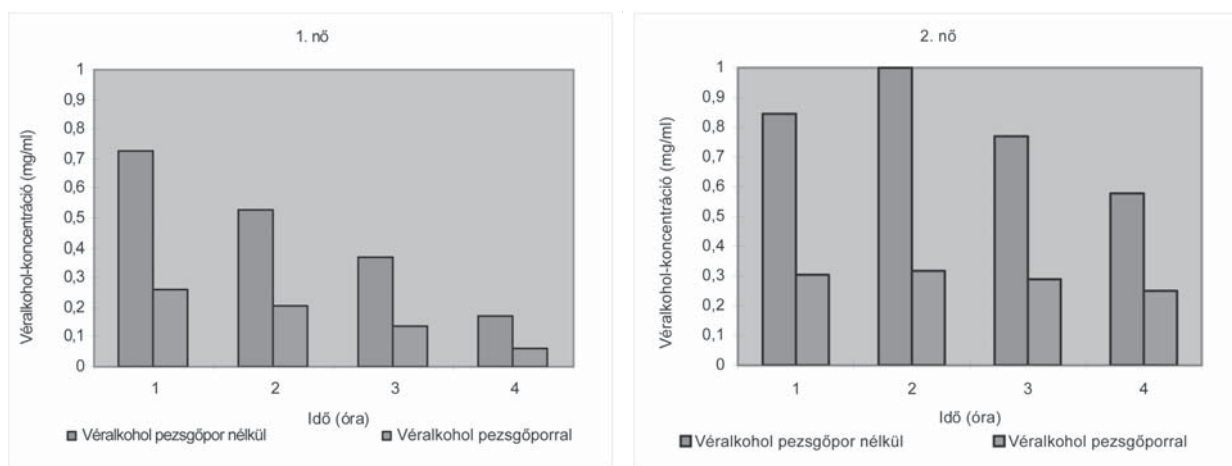 1. nő
Véralkohol-koncentráció (mg/ml)
1
0,9
0,8
0,7
0,6
0,5
0,4
0,3
0,2
0,1
0
1 2 3 4
Idő (óra)
Véralkohol pezsgőpor nélkül Véralkohol pezsgőporral
2. nő
Véralkohol-koncentráció (mg/ml)
1
0,9
0,8
0,7
0,6
0,5
0,4
0,3
0,2
0,1
0
1 2 3 4
Idő (óra)
Véralkohol pezsgőpor nélkül Véralkohol pezsgőporral